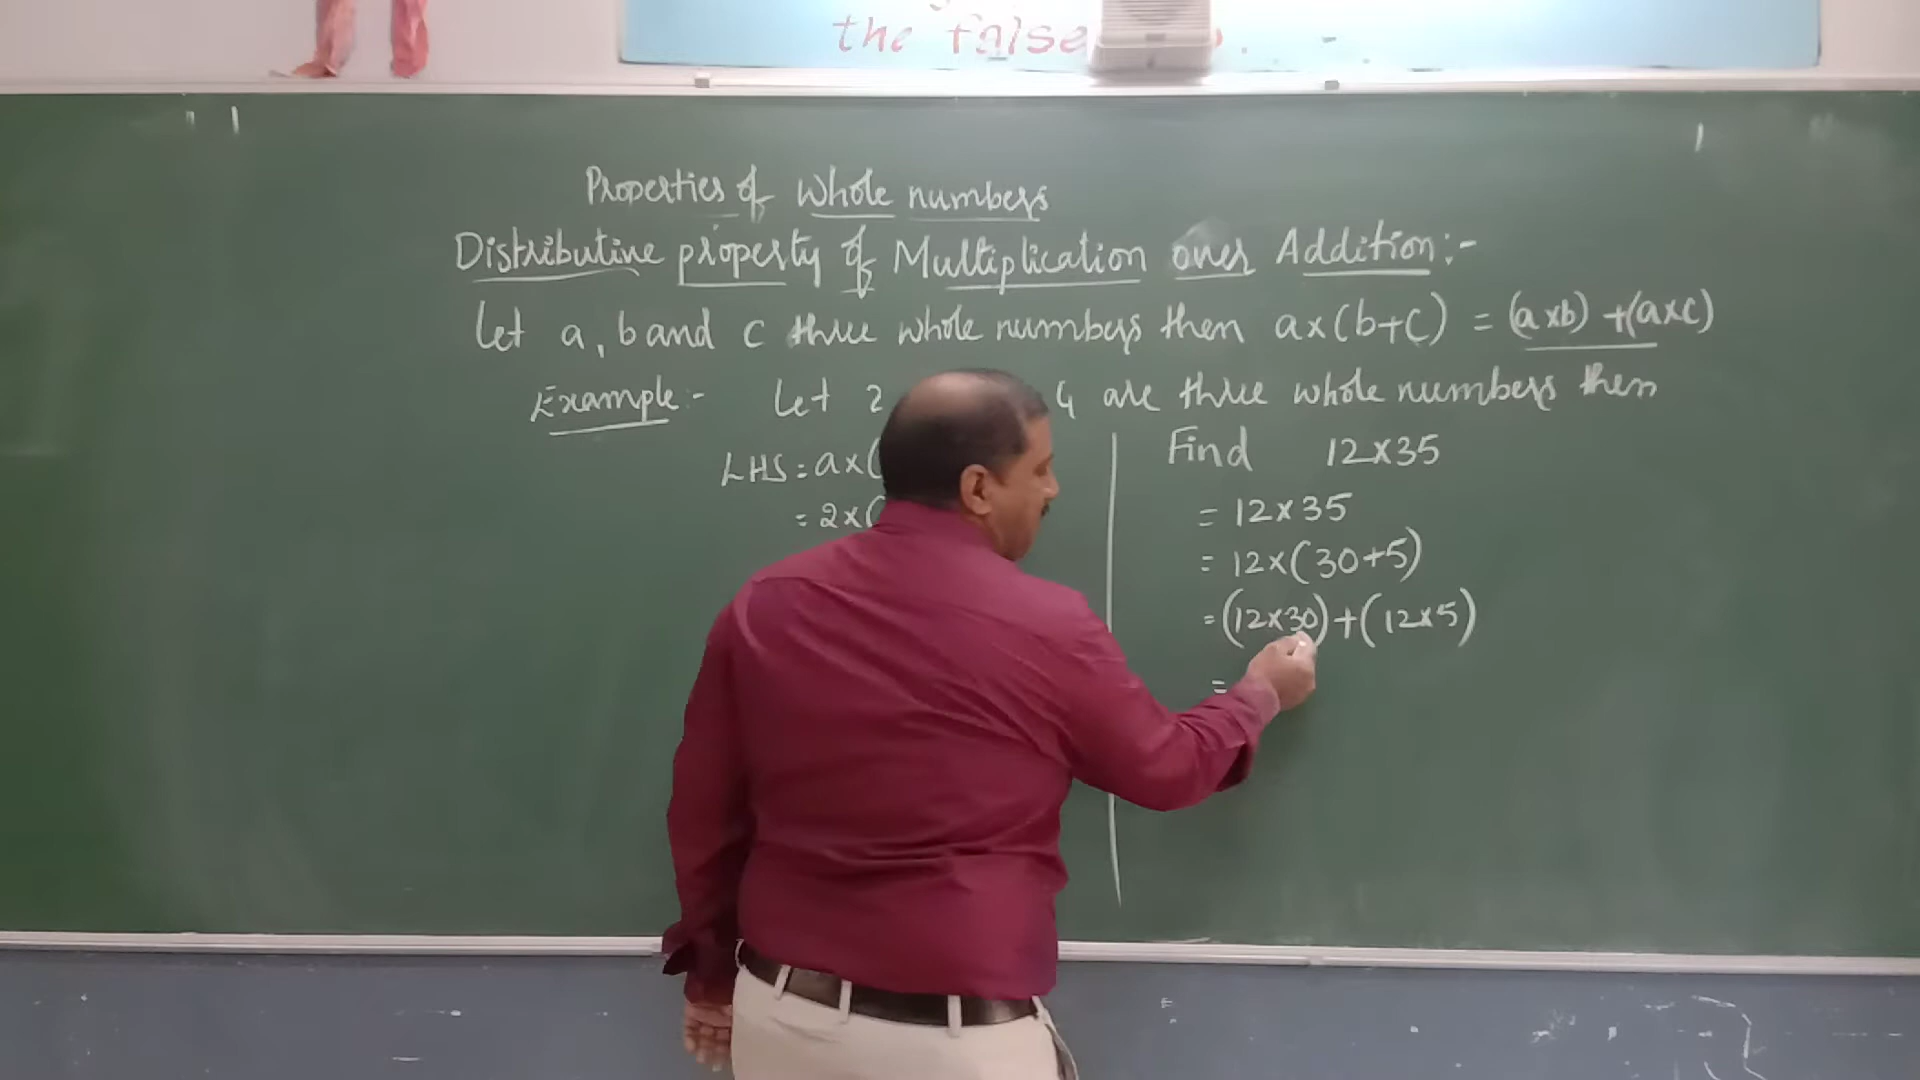 the false
Properties of Whole numbers
Distributive property of Multiplication over Addition:-
Let a, b and c three whole numbers then a×(b+c) = (a×b) + (a×c)
Example:- Let 2 4 are three whole numbers then
LHS = a×(
= 2×(
Find 12×35
= 12×35
= 12×(30+5)
= (12×30)+(12×5)
=